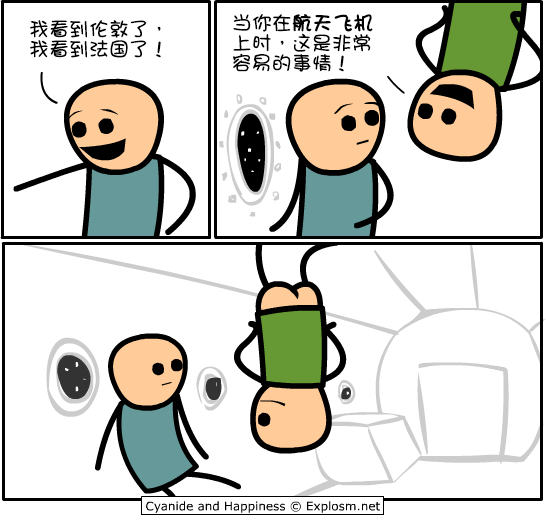 我看到伦敦了，
我看到法国了！
当你在航天飞机
上时，这是非常
容易的事情！
Cyanide and Happiness © Explosm.net